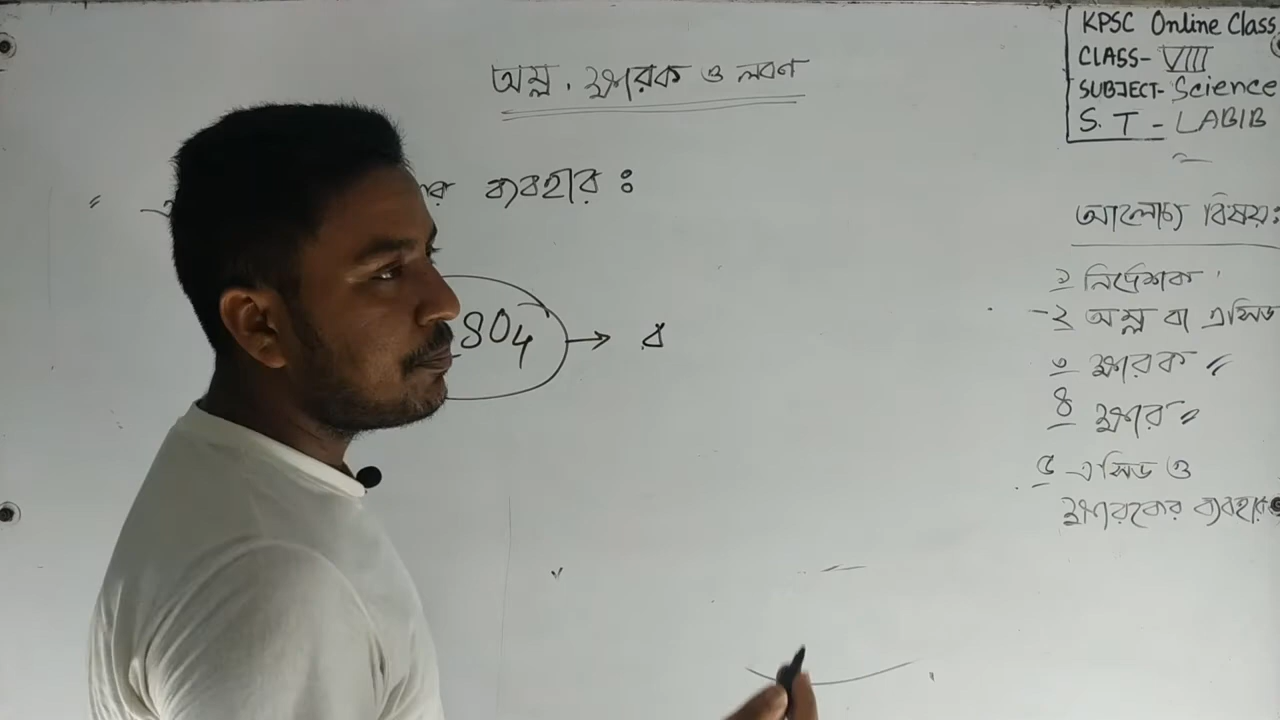 অম্ল, ক্ষারক ও লবণ
KPSC Online Class
CLASS- VIII
SUBJECT- Science
S. T - LABIB
ব্যবহার :
SO4 → ব
আলোচ্য বিষয়:
১ নির্দেশক
২ অম্ল বা এসিড
৩ ক্ষারক "
৪ ক্ষার "
৫ এসিড ও
ক্ষারকের ব্যবহার